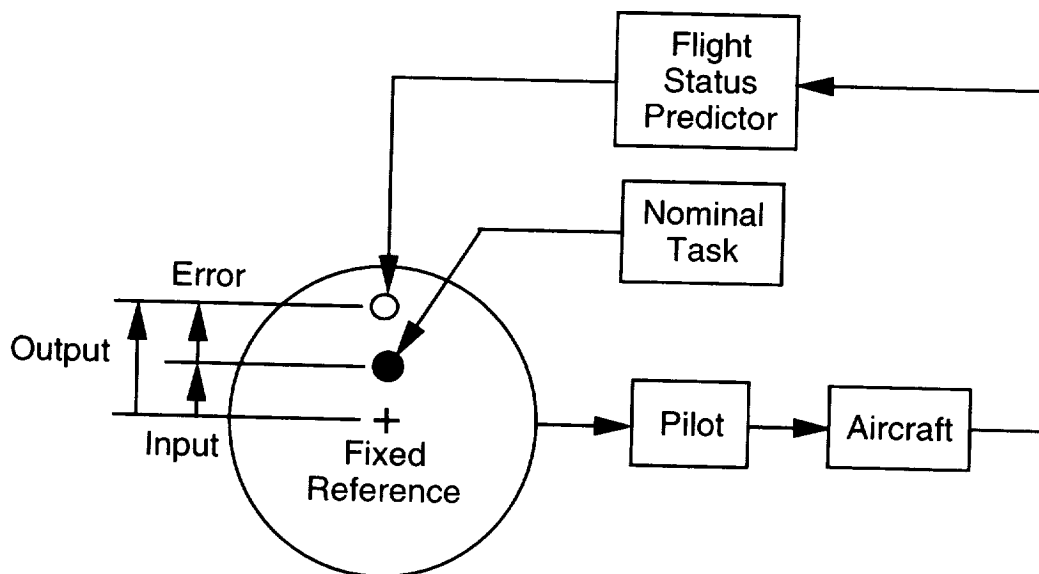 Flight
Status
Predictor
Nominal
Task
Error
Output
Input
Fixed
Reference
Pilot
Aircraft